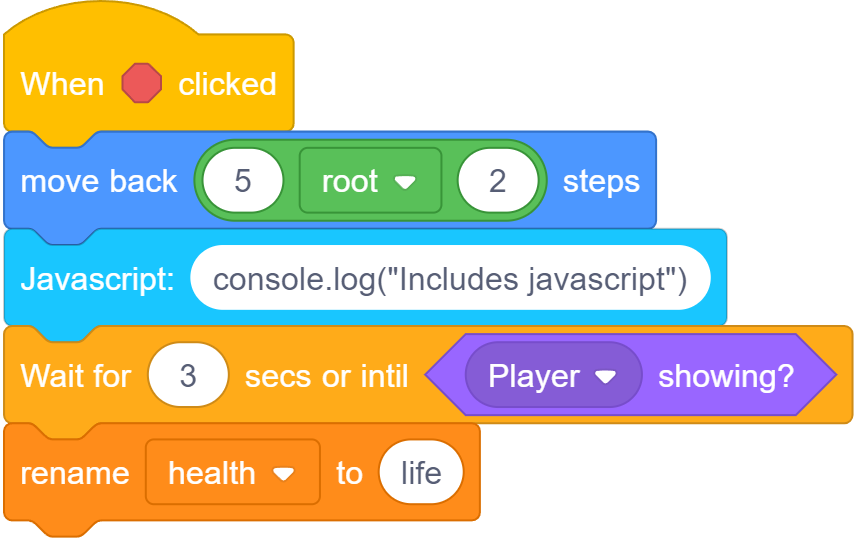 When clicked
move back 5 root 2 steps
Javascript: console.log("Includes javascript")
Wait for 3 secs or intil Player showing?
rename health to life